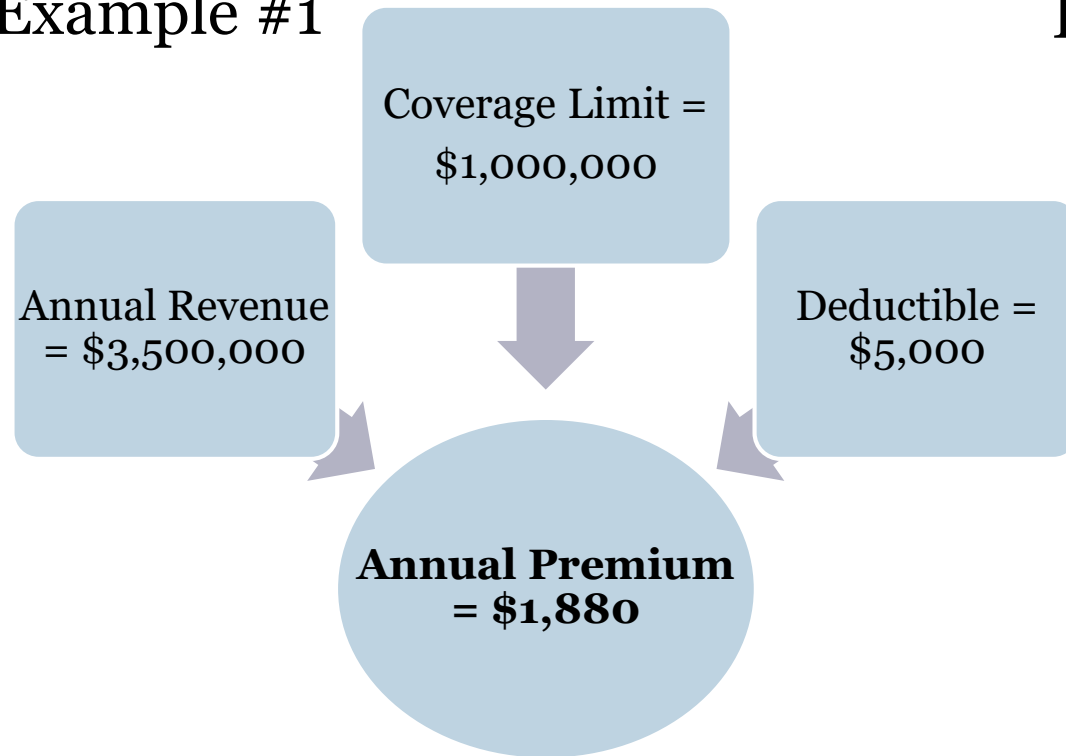 Example #1
Coverage Limit =
$1,000,000
Annual Revenue
= $3,500,000
Deductible =
$5,000
Annual Premium
= $1,880